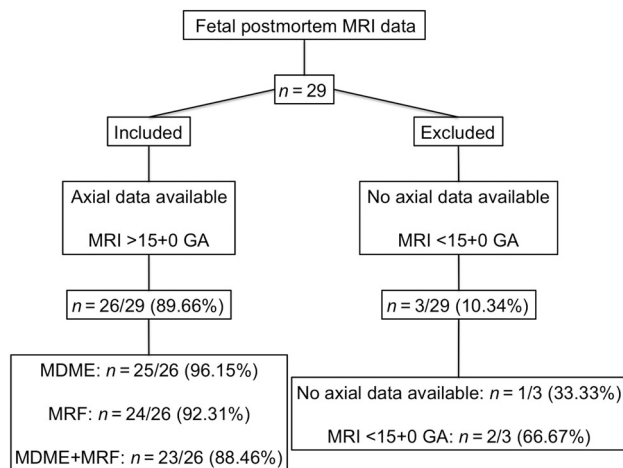 Fetal postmortem MRI data
n = 29
Included
Excluded
Axial data available
MRI >15+0 GA
No axial data available
MRI <15+0 GA
n = 26/29 (89.66%)
n = 3/29 (10.34%)
MDME: n = 25/26 (96.15%)
MRF: n = 24/26 (92.31%)
MDME+MRF: n = 23/26 (88.46%)
No axial data available: n = 1/3 (33.33%)
MRI <15+0 GA: n = 2/3 (66.67%)